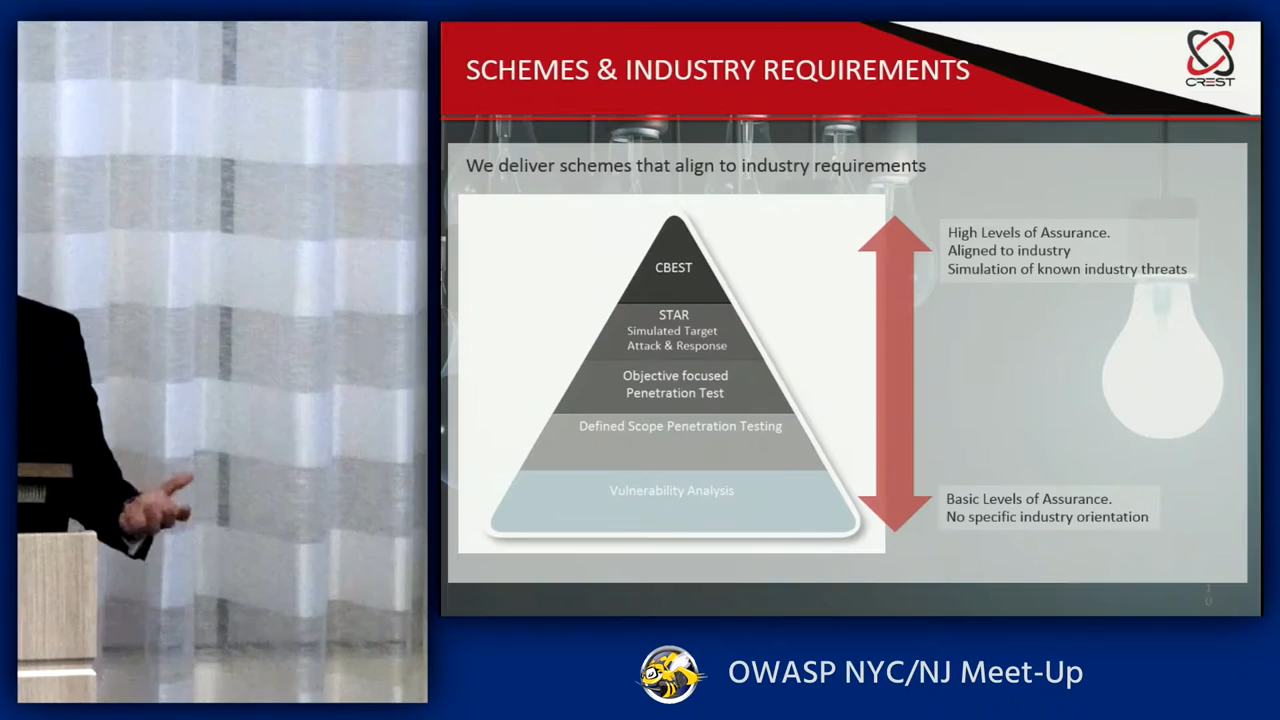 SCHEMES & INDUSTRY REQUIREMENTS
CREST
We deliver schemes that align to industry requirements
CBEST
STAR
Simulated Target
Attack & Response
Objective focused
Penetration Test
Defined Scope Penetration Testing
Vulnerability Analysis
High Levels of Assurance.
Aligned to industry
Simulation of known industry threats
Basic Levels of Assurance.
No specific industry orientation
1
0
OWASP NYC/NJ Meet-Up